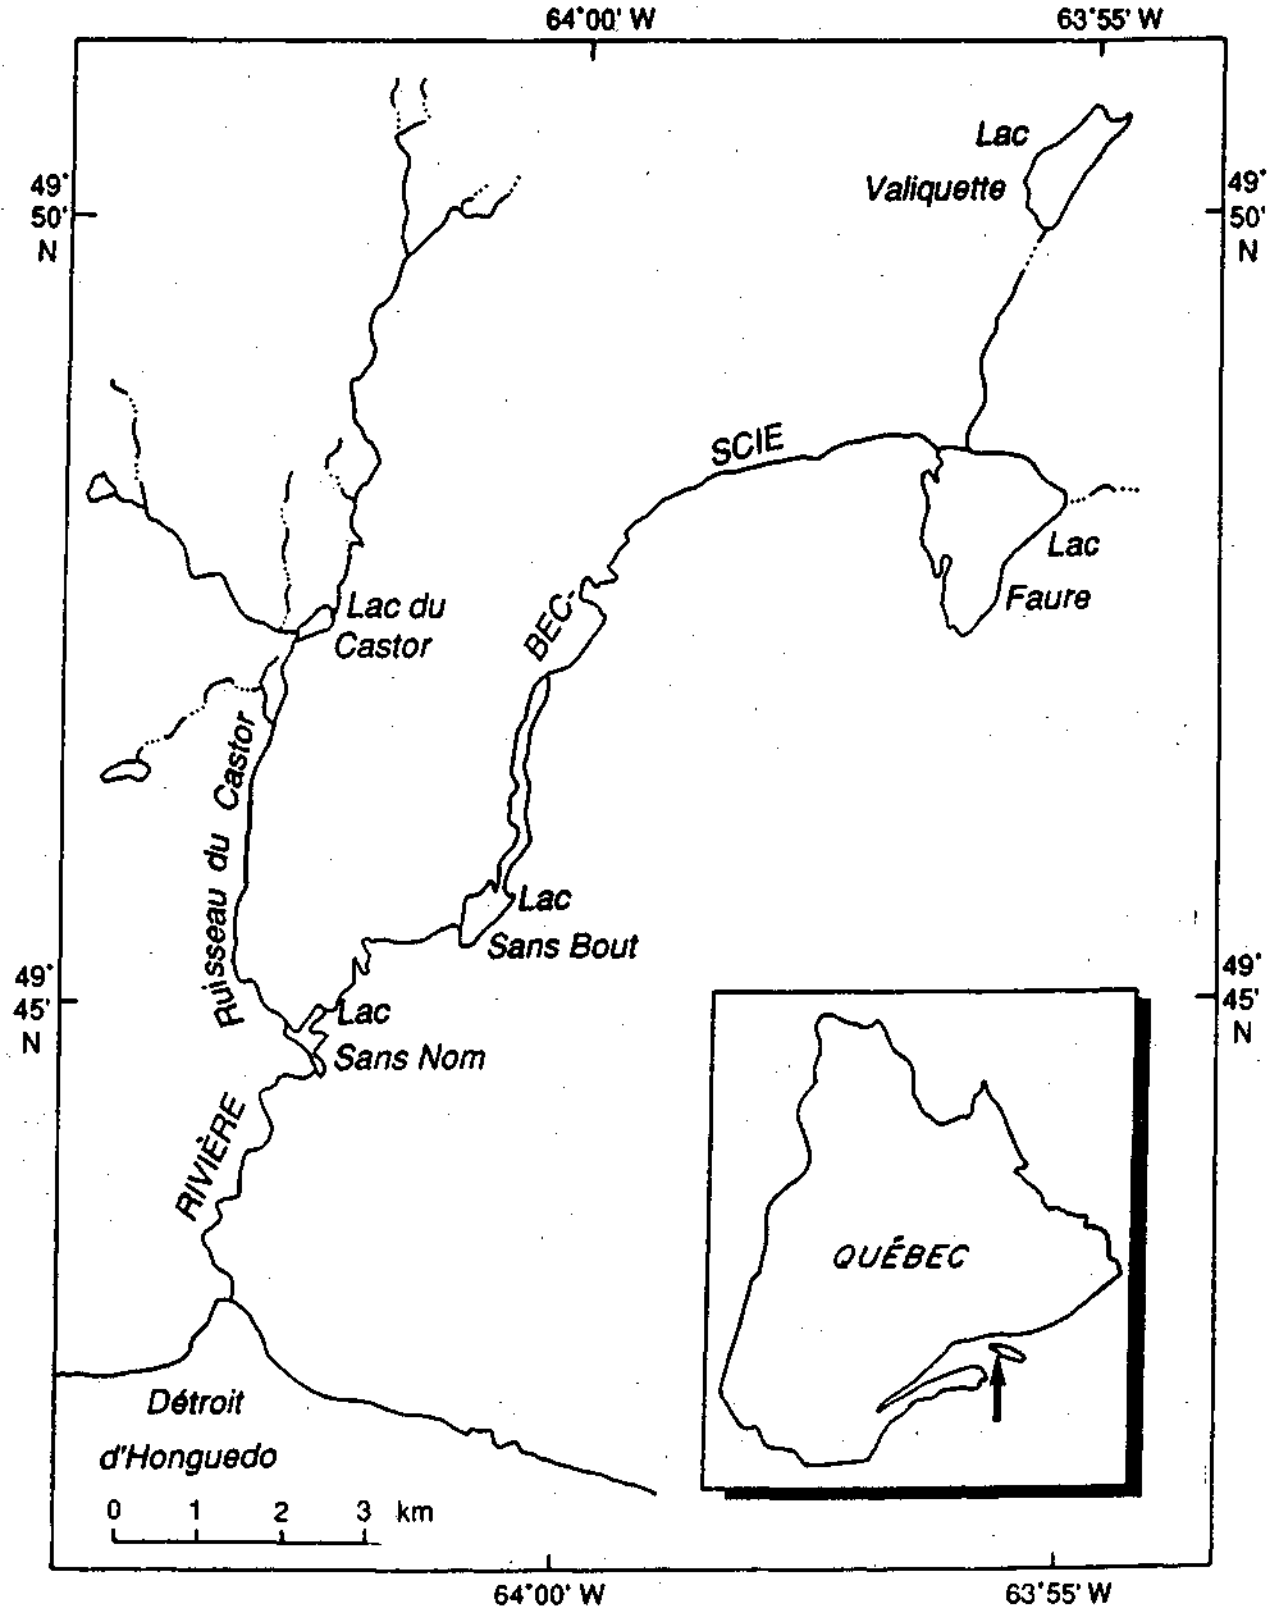 64°00' W
63°55' W
Lac
Valiquette
49°
50'
N
49°
50'
N
SCIE
Lac
Faure
Lac du
Castor
BEC-
Ruisseau du Castor
Lac
Sans Bout
49°
45'
N
49°
45'
N
Lac
Sans Nom
RIVIÈRE
QUÉBEC
Détroit
d'Honguedo
0 1 2 3 km
64°00' W
63°55' W